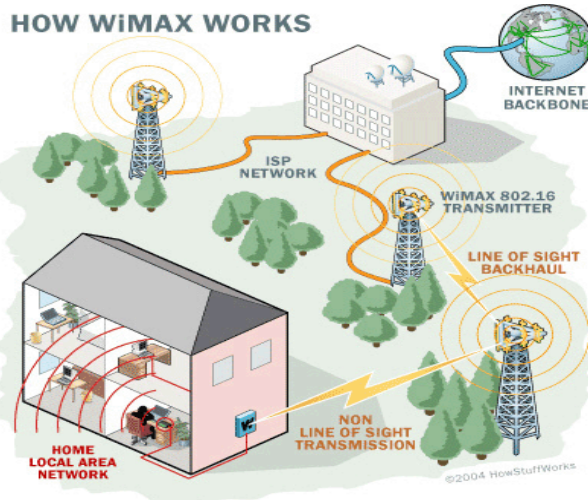 HOW WiMAX WORKS
INTERNET
BACKBONE
ISP
NETWORK
WiMAX 802.16
TRANSMITTER
LINE OF SIGHT
BACKHAUL
NON
LINE OF SIGHT
TRANSMISSION
HOME
LOCAL AREA
NETWORK
©2004 HowStuffWorks